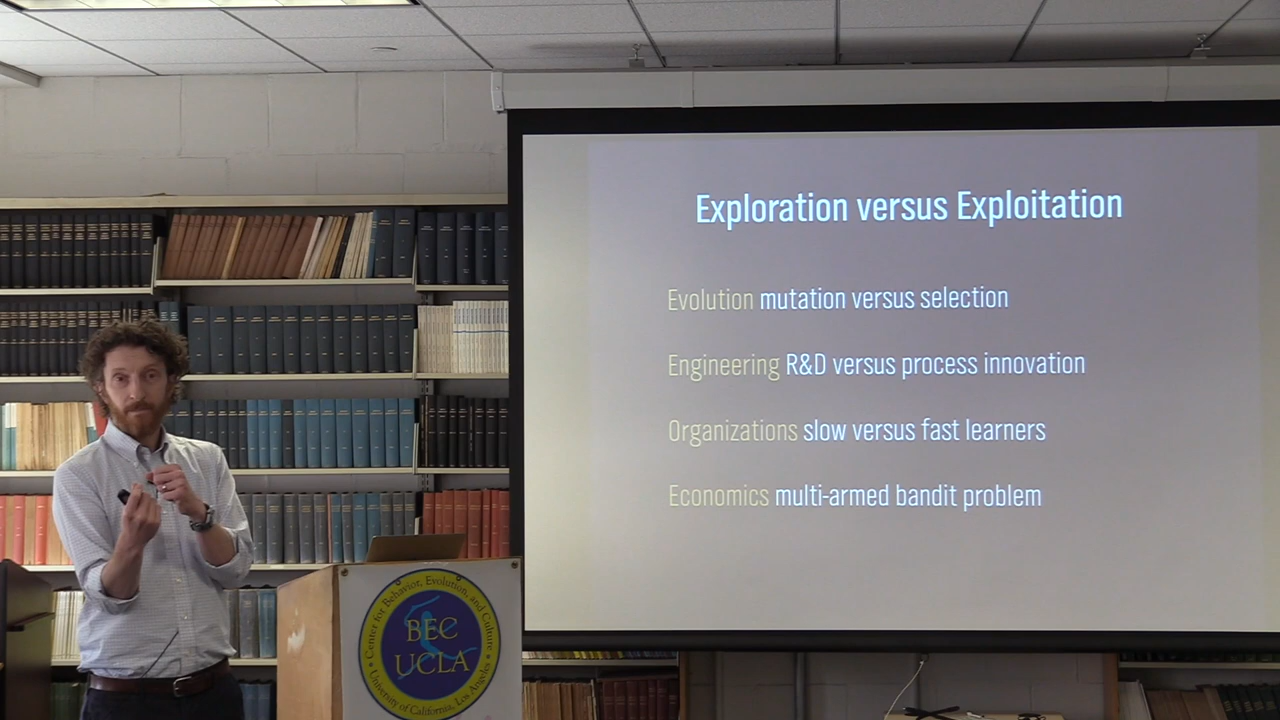 Exploration versus Exploitation
Evolution mutation versus selection
Engineering R&D versus process innovation
Organizations slow versus fast learners
Economics multi-armed bandit problem
Center for Behavior, Evolution, and Culture
BEC
UCLA
University of California, Los Angeles